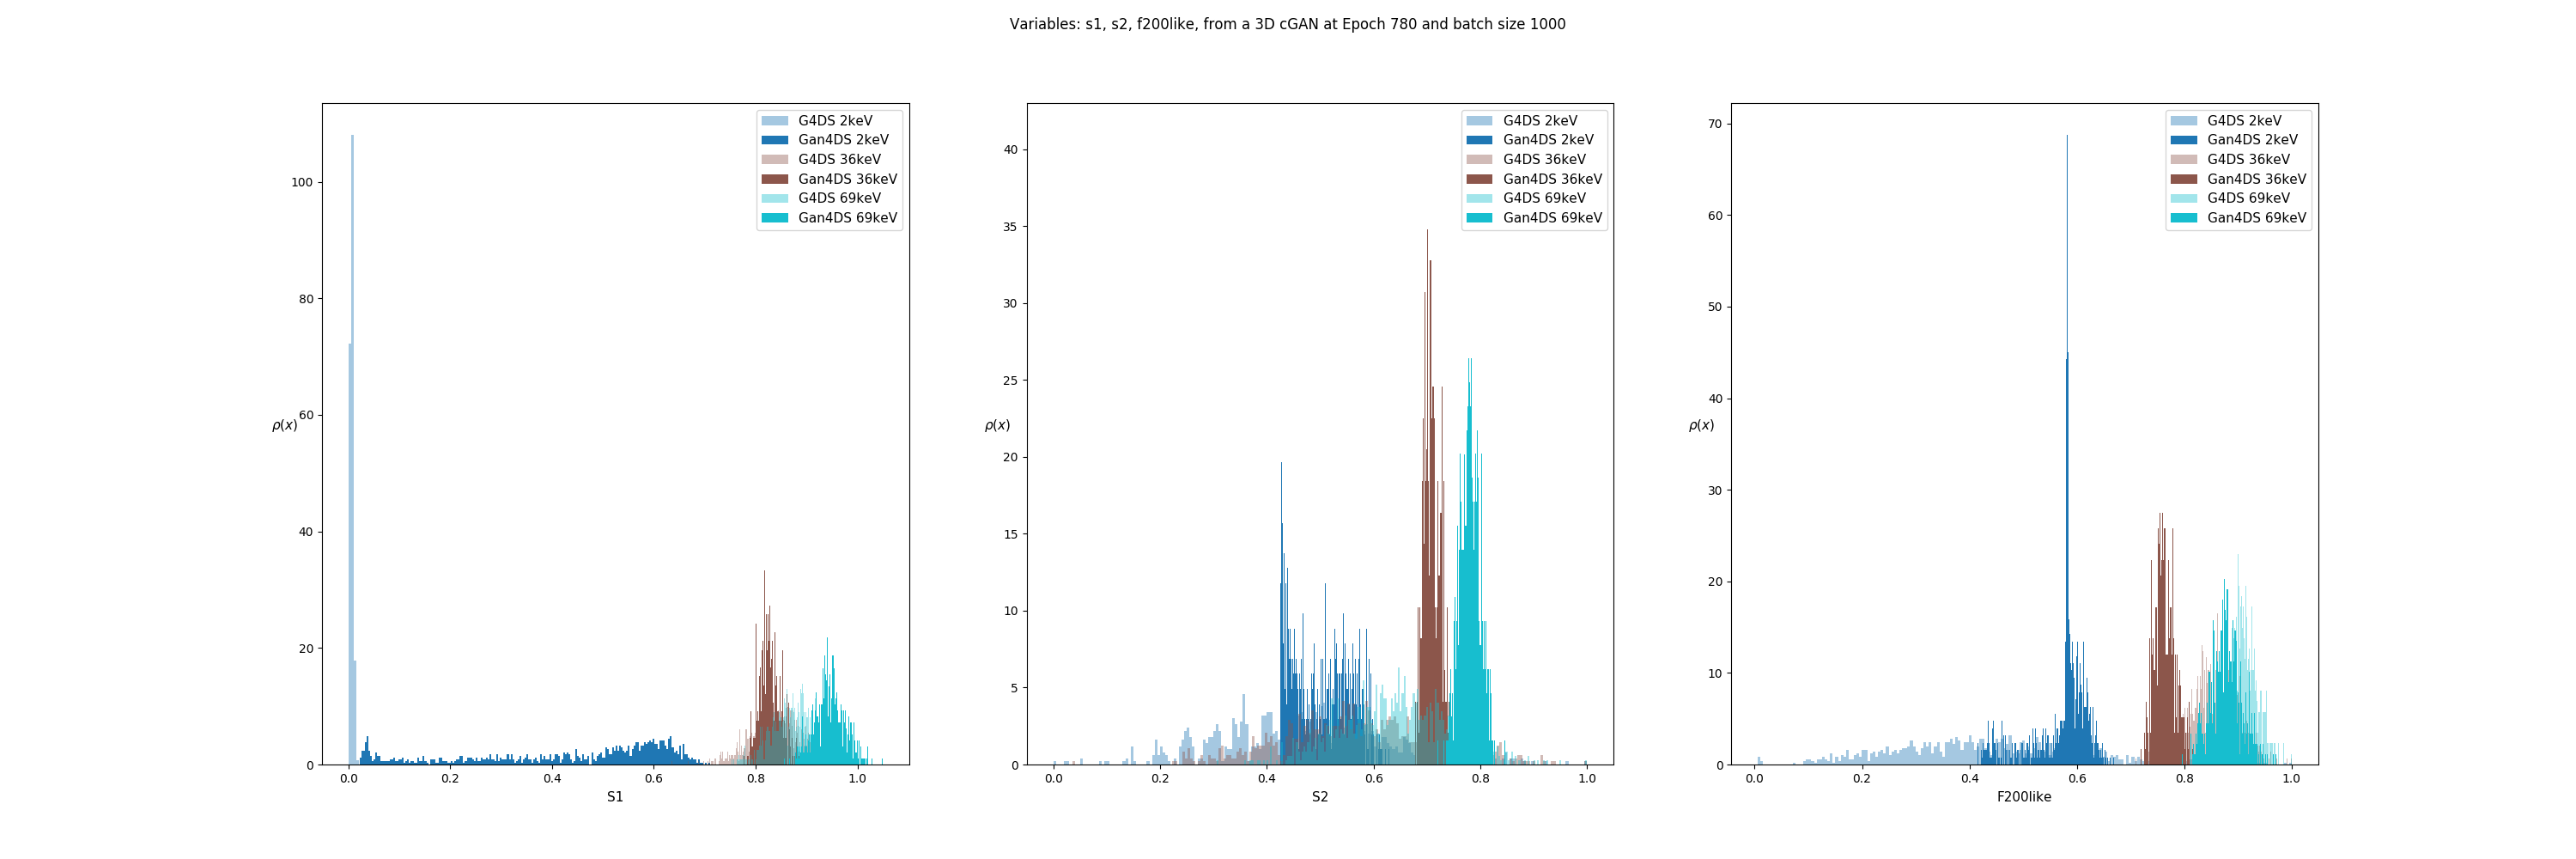 Variables: s1, s2, f200like, from a 3D cGAN at Epoch 780 and batch size 1000
G4DS 2keV
Gan4DS 2keV
G4DS 36keV
Gan4DS 36keV
G4DS 69keV
Gan4DS 69keV
100
80
60
40
20
0
ρ(x)
0.0 0.2 0.4 0.6 0.8 1.0
S1
G4DS 2keV
Gan4DS 2keV
G4DS 36keV
Gan4DS 36keV
G4DS 69keV
Gan4DS 69keV
40
35
30
25
20
15
10
5
0
ρ(x)
0.0 0.2 0.4 0.6 0.8 1.0
S2
G4DS 2keV
Gan4DS 2keV
G4DS 36keV
Gan4DS 36keV
G4DS 69keV
Gan4DS 69keV
70
60
50
40
30
20
10
0
ρ(x)
0.0 0.2 0.4 0.6 0.8 1.0
F200like